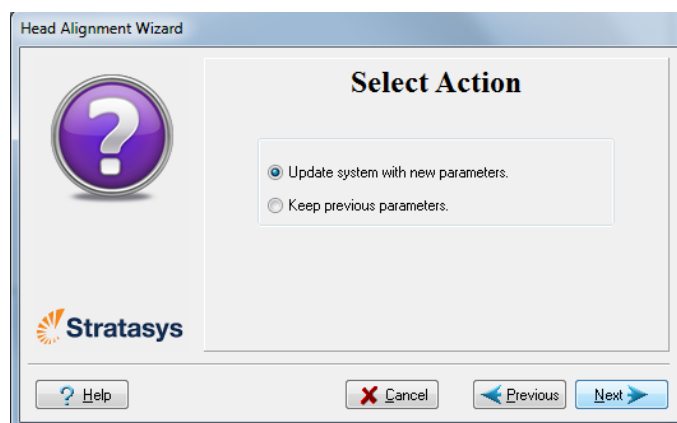 Head Alignment Wizard
Select Action
Update system with new parameters.
Keep previous parameters.
Stratasys
? Help
Cancel
Previous
Next